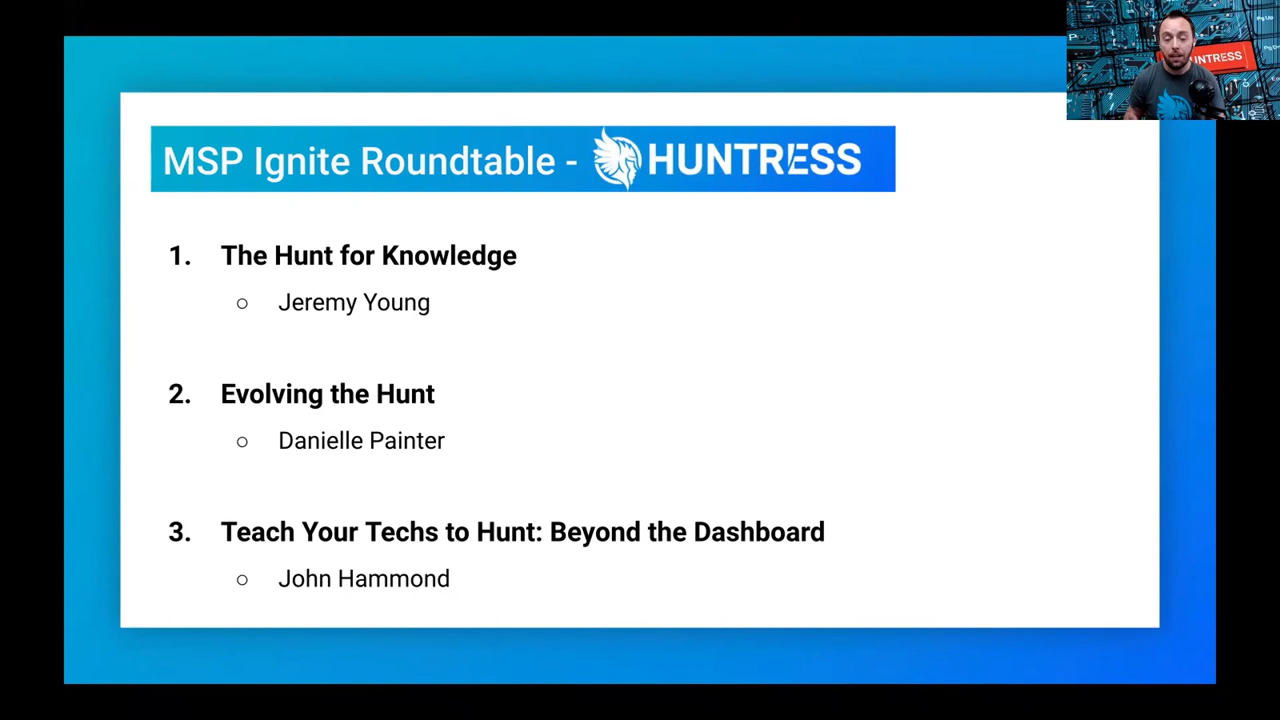 MSP Ignite Roundtable - HUNTRESS
HUNTRESS
1. The Hunt for Knowledge
○ Jeremy Young
2. Evolving the Hunt
○ Danielle Painter
3. Teach Your Techs to Hunt: Beyond the Dashboard
○ John Hammond